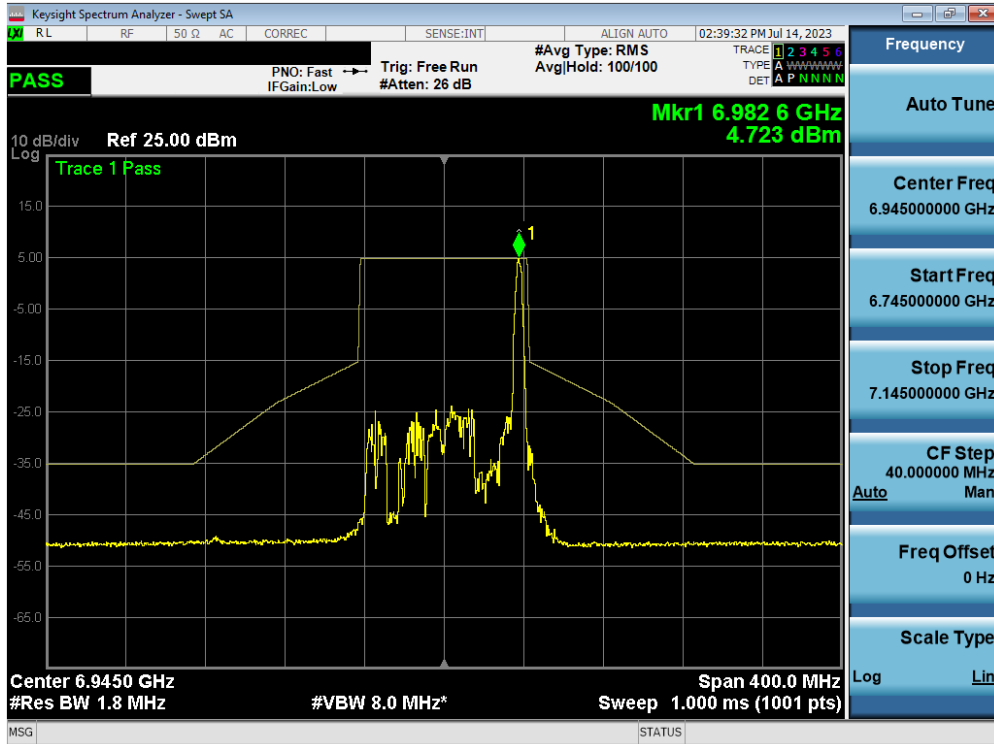 Keysight Spectrum Analyzer - Swept SA
LXI RL RF 50 Ω AC CORREC SENSE:INT ALIGN AUTO 02:39:32 PM Jul 14, 2023
PASS
PNO: Fast
IFGain:Low
Trig: Free Run
#Atten: 26 dB
#Avg Type: RMS
Avg|Hold: 100/100
TRACE 1 2 3 4 5 6
TYPE A WWWWW
DET A P N N N N
Mkr1 6.982 6 GHz
4.723 dBm
10 dB/div Ref 25.00 dBm
Log
Trace 1 Pass
15.0
1
5.00
-5.00
-15.0
-25.0
-35.0
-45.0
-55.0
-65.0
Center 6.9450 GHz Span 400.0 MHz
#Res BW 1.8 MHz #VBW 8.0 MHz* Sweep 1.000 ms (1001 pts)
MSG STATUS
Frequency
Auto Tune
Center Freq
6.945000000 GHz
Start Freq
6.745000000 GHz
Stop Freq
7.145000000 GHz
CF Step
40.000000 MHz
Auto Man
Freq Offset
0 Hz
Scale Type
Log Lin